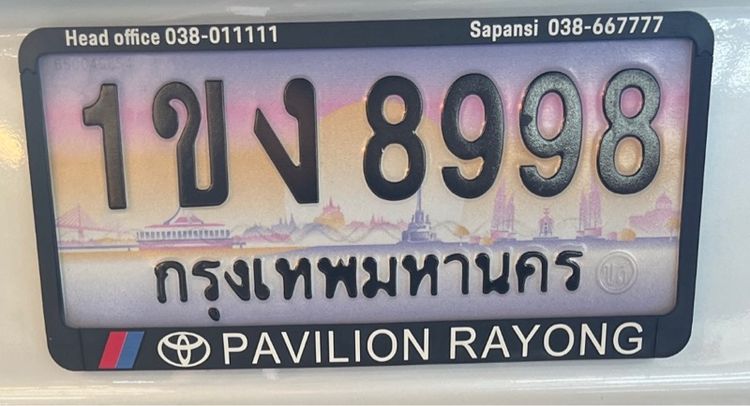 Head office 038-011111 Sapansi 038-667777
1ขง 8998
กรุงเทพมหานคร
PAVILION RAYONG